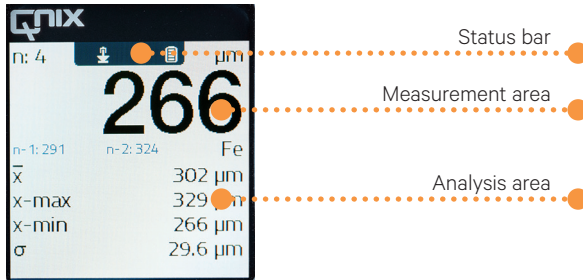 QNIX
n: 4 µm
266
n-1: 291 n-2: 324 Fe
x̅ 302 µm
x-max 329
x-min 266 µm
σ 29.6 µm
Status bar
Measurement area
Analysis area